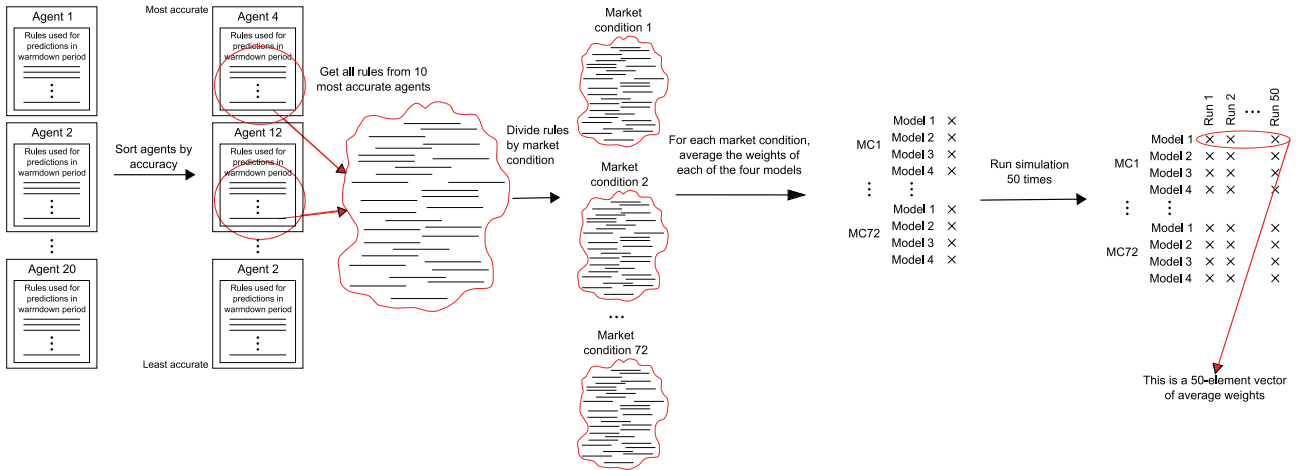 Agent 1
Rules used for
predictions in
warmdown period
Agent 2
Rules used for
predictions in
warmdown period
Agent 20
Rules used for
predictions in
warmdown period
Sort agents by
accuracy
Most accurate
Agent 4
Rules used for
predictions in
warmdown period
Agent 12
Rules used for
predictions in
warmdown period
Agent 2
Rules used for
predictions in
warmdown period
Least accurate
Get all rules from 10
most accurate agents
Divide rules
by market
condition
Market
condition 1
Market
condition 2
Market
condition 72
For each market condition,
average the weights of
each of the four models
MC1
Model 1 ×
Model 2 ×
Model 3 ×
Model 4 ×
MC72
Model 1 ×
Model 2 ×
Model 3 ×
Model 4 ×
Run simulation
50 times
Run 1
Run 2
Run 50
MC1
Model 1 × × ×
Model 2 × × ×
Model 3 × × ×
Model 4 × × ×
MC72
Model 1 × × ×
Model 2 × × ×
Model 3 × × ×
Model 4 × × ×
This is a 50-element vector
of average weights